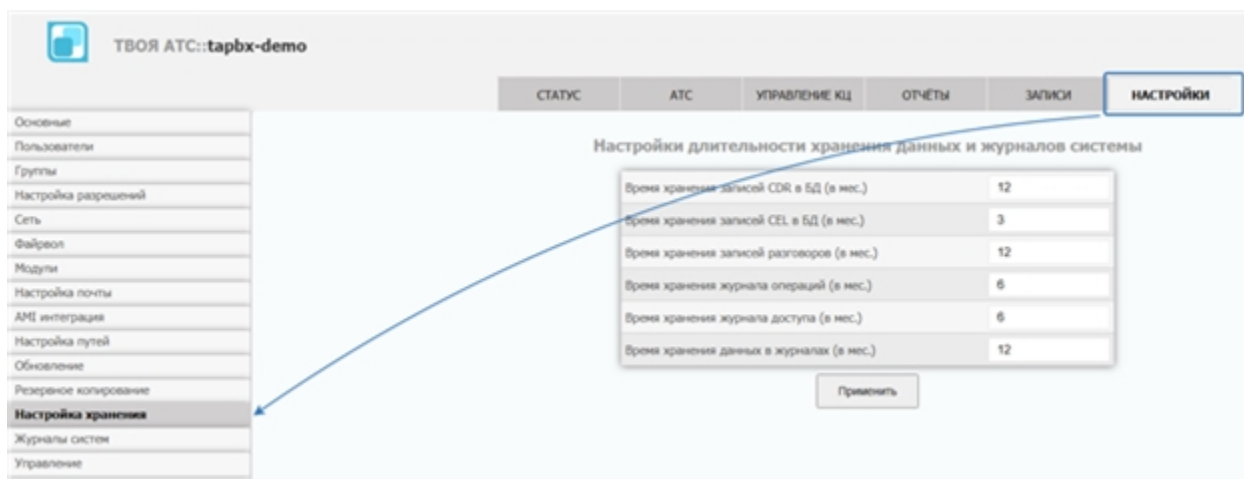 ТВОЯ АТС::tapbx-demo
СТАТУС АТС УПРАВЛЕНИЕ КЦ ОТЧЁТЫ ЗАПИСИ НАСТРОЙКИ
Основные
Пользователи
Группы
Настройка разрешений
Сеть
Файрвол
Модули
Настройка почты
AMI интеграция
Настройка путей
Обновление
Резервное копирование
Настройка хранения
Журналы систем
Управление
Настройки длительности хранения данных и журналов системы
Время хранения записей CDR в БД (в мес.) 12
Время хранения записей CEL в БД (в мес.) 3
Время хранения записей разговоров (в мес.) 12
Время хранения журнала операций (в мес.) 6
Время хранения журнала доступа (в мес.) 6
Время хранения данных в журналах (в мес.) 12
Применить